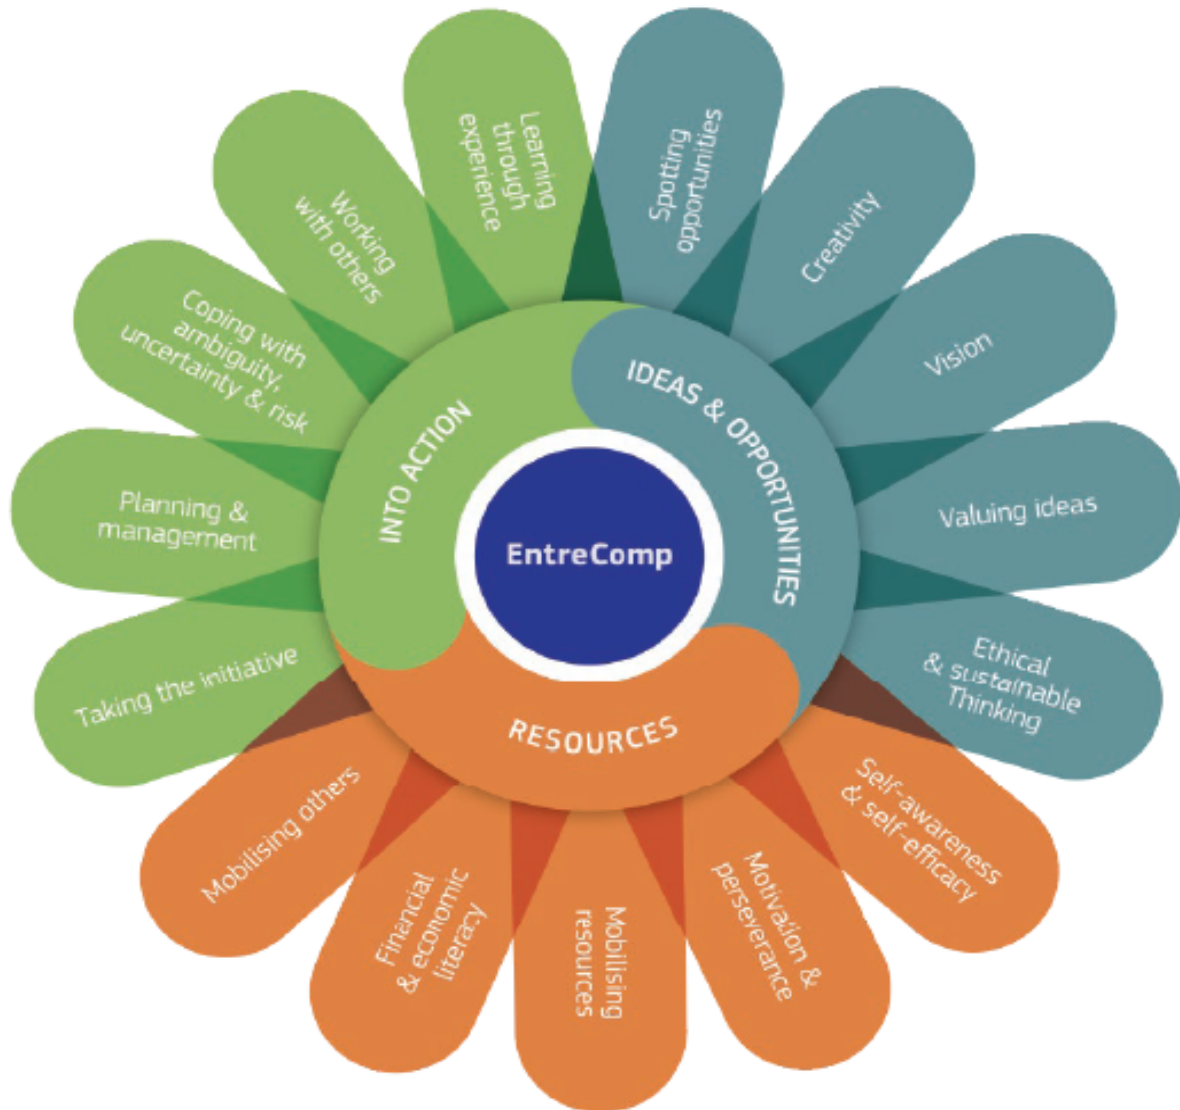 EntreComp
IDEAS & OPPORTUNITIES
Spotting
opportunities
Creativity
Vision
Valuing ideas
Ethical
& sustainable
Thinking
RESOURCES
Self-awareness
& self-efficacy
Motivation &
perseverance
Mobilising
resources
Financial
& economic
literacy
Mobilising others
INTO ACTION
Taking the initiative
Planning &
management
Coping with
ambiguity,
uncertainty & risk
Working
with others
Learning
through
experience